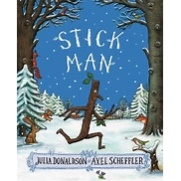 STICK
MAN
JULIA DONALDSON AXEL SCHEFFLER